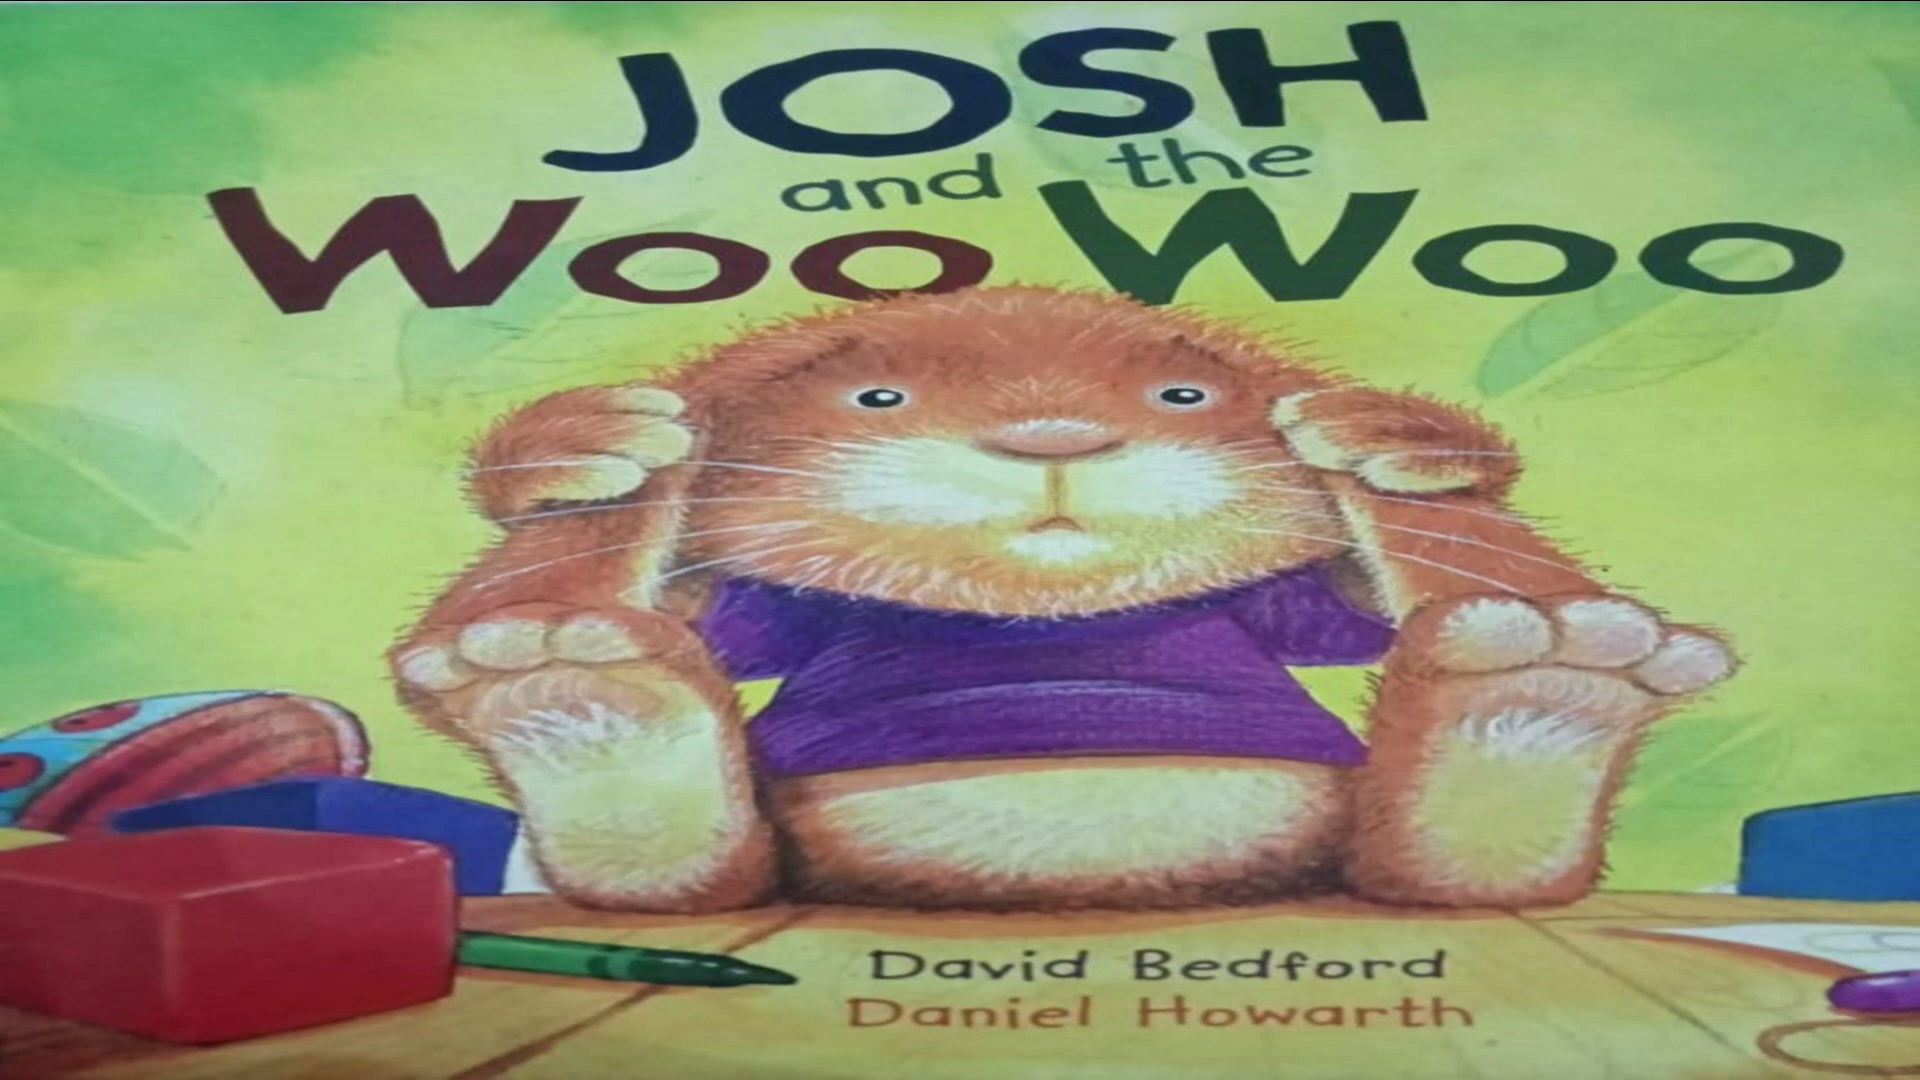 JOSH
and the
Woo Woo
David Bedford
Daniel Howarth